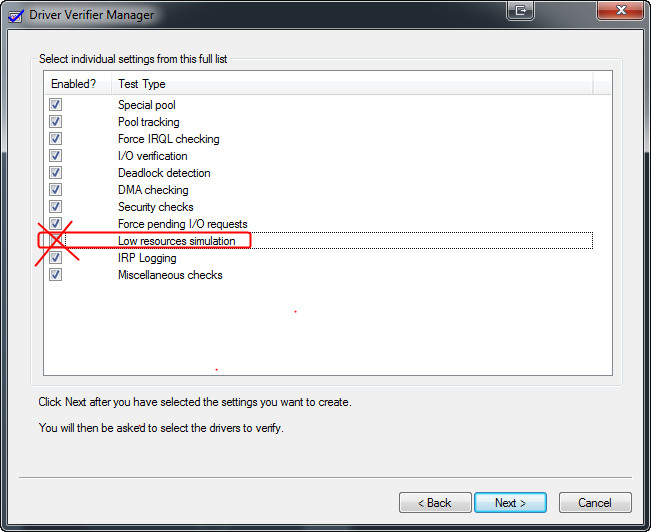 Driver Verifier Manager
Select individual settings from this full list
Enabled? Test Type
Special pool
Pool tracking
Force IRQL checking
I/O verification
Deadlock detection
DMA checking
Security checks
Force pending I/O requests
Low resources simulation
IRP Logging
Miscellaneous checks
Click Next after you have selected the settings you want to create.
You will then be asked to select the drivers to verify.
< Back Next > Cancel